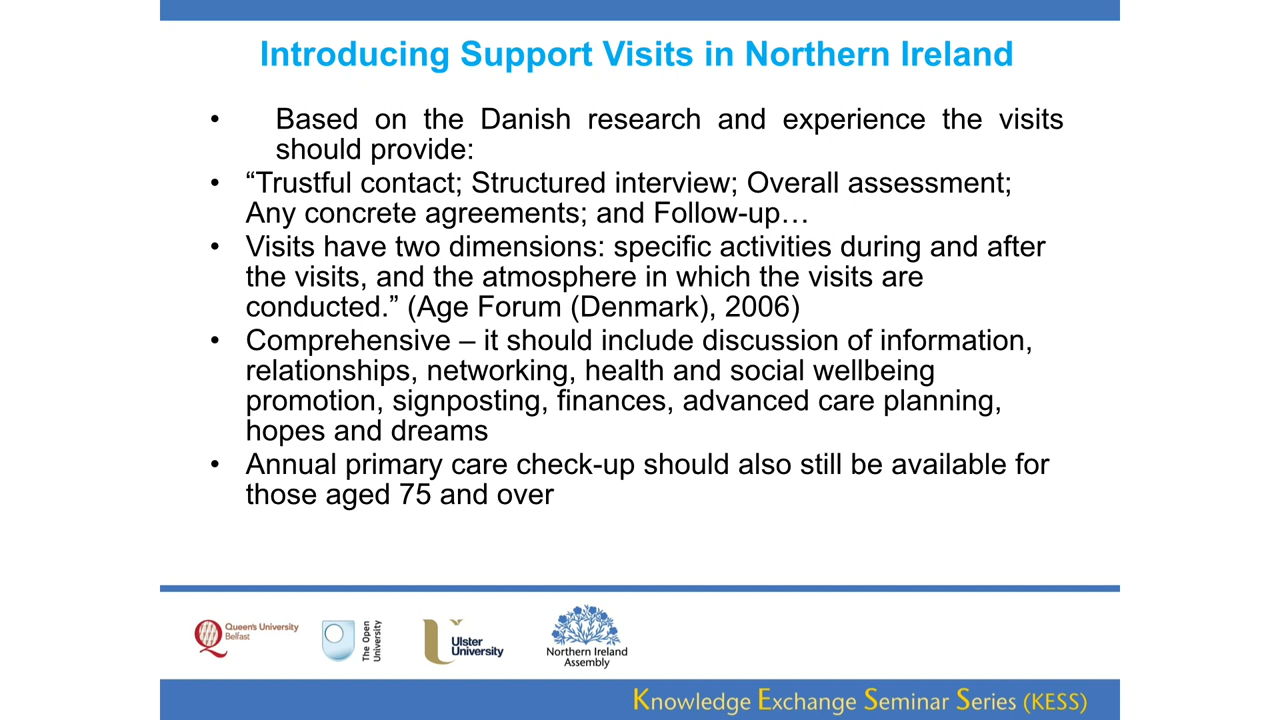 Introducing Support Visits in Northern Ireland
• Based on the Danish research and experience the visits
should provide:
• “Trustful contact; Structured interview; Overall assessment;
Any concrete agreements; and Follow-up…
• Visits have two dimensions: specific activities during and after
the visits, and the atmosphere in which the visits are
conducted.” (Age Forum (Denmark), 2006)
• Comprehensive – it should include discussion of information,
relationships, networking, health and social wellbeing
promotion, signposting, finances, advanced care planning,
hopes and dreams
• Annual primary care check-up should also still be available for
those aged 75 and over
Queen's University
Belfast
The Open
University
Ulster
University
Northern Ireland
Assembly
Knowledge Exchange Seminar Series (KESS)